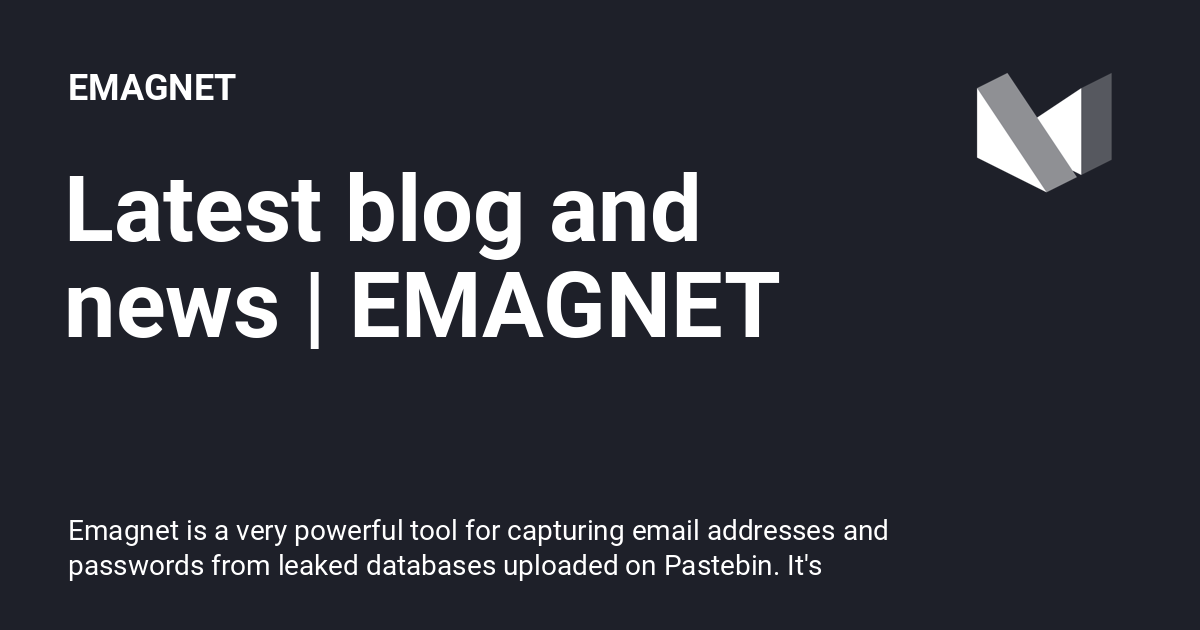 EMAGNET
Latest blog and
news | EMAGNET
Emagnet is a very powerful tool for capturing email addresses and
passwords from leaked databases uploaded on Pastebin. It's